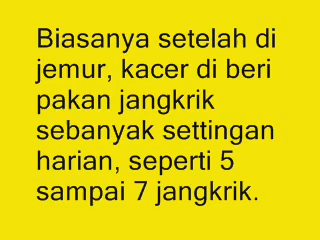 Biasanya setelah di
jemur, kacer di beri
pakan jangkrik
sebanyak settingan
harian, seperti 5
sampai 7 jangkrik.